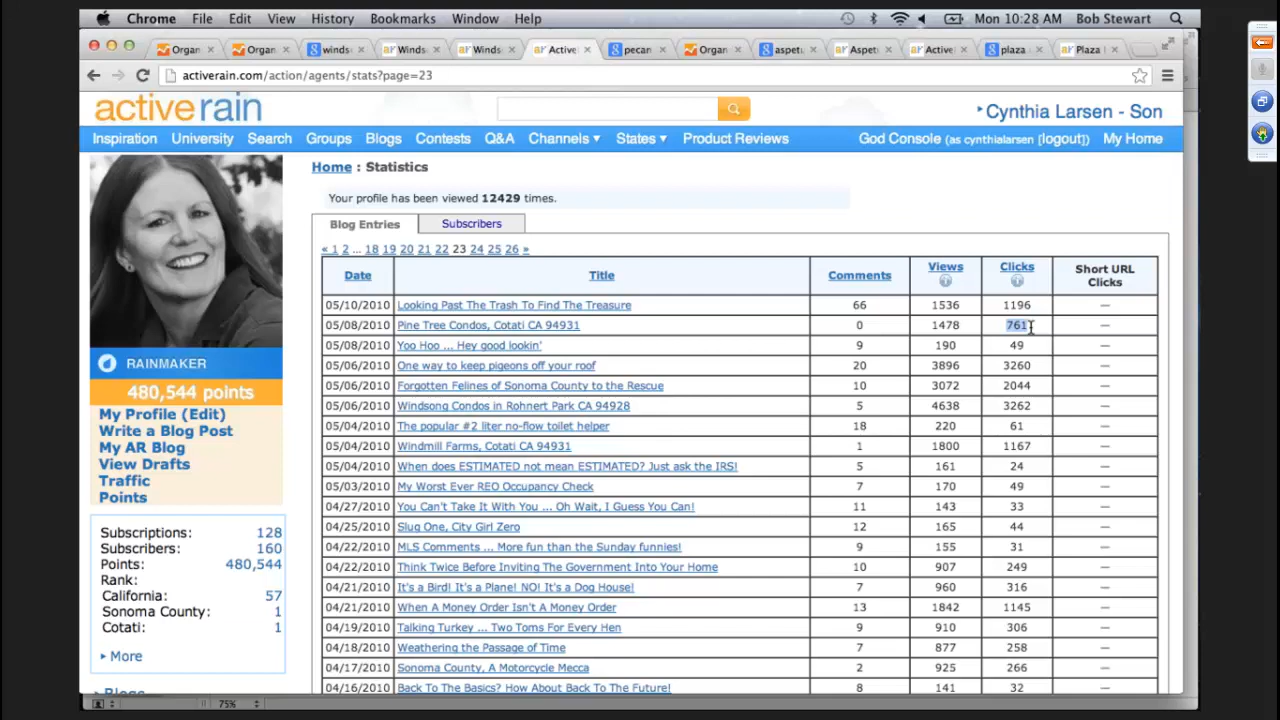 Chrome File Edit View History Bookmarks Window Help Mon 10:28 AM Bob Stewart
Organ Organ winds Winds Winds Active pecan Organ aspetu Aspeti Active plaza Plaza
activerain.com/action/agents/stats?page=23
activerain
Cynthia Larsen - Son
Inspiration University Search Groups Blogs Contests Q&A Channels States Product Reviews God Console (as cynthialarsen [logout]) My Home
Home : Statistics
Your profile has been viewed 12429 times.
Blog Entries Subscribers
« 1 2 ... 18 19 20 21 22 23 24 25 26 »
Date Title Comments Views Clicks Short URL Clicks
05/10/2010 Looking Past The Trash To Find The Treasure 66 1536 1196 —
05/08/2010 Pine Tree Condos, Cotati CA 94931 0 1478 761 —
05/08/2010 Yoo Hoo ... Hey good lookin' 9 190 49 —
05/06/2010 One way to keep pigeons off your roof 20 3896 3260 —
05/06/2010 Forgotten Felines of Sonoma County to the Rescue 10 3072 2044 —
05/06/2010 Windsong Condos in Rohnert Park CA 94928 5 4638 3262 —
05/04/2010 The popular #2 liter no-flow toilet helper 18 220 61 —
05/04/2010 Windmill Farms, Cotati CA 94931 1 1800 1167 —
05/04/2010 When does ESTIMATED not mean ESTIMATED? Just ask the IRS! 5 161 24 —
05/03/2010 My Worst Ever REO Occupancy Check 7 170 49 —
04/27/2010 You Can't Take It With You ... Oh Wait, I Guess You Can! 11 143 33 —
04/25/2010 Slug One, City Girl Zero 12 165 44 —
04/22/2010 MLS Comments ... More fun than the Sunday funnies! 9 155 31 —
04/22/2010 Think Twice Before Inviting The Government Into Your Home 10 907 249 —
04/21/2010 It's a Bird! It's a Plane! NO! It's a Dog House! 7 960 316 —
04/21/2010 When A Money Order Isn't A Money Order 13 1842 1145 —
04/19/2010 Talking Turkey ... Two Toms For Every Hen 9 910 306 —
04/18/2010 Weathering the Passage of Time 7 877 258 —
04/17/2010 Sonoma County, A Motorcycle Mecca 2 925 266 —
04/16/2010 Back To The Basics? How About Back To The Future! 8 141 32 —
RAINMAKER
480,544 points
My Profile (Edit)
Write a Blog Post
My AR Blog
View Drafts
Traffic
Points
Subscriptions: 128
Subscribers: 160
Points: 480,544
Rank:
California: 57
Sonoma County: 1
Cotati: 1
More
Blogs
75%